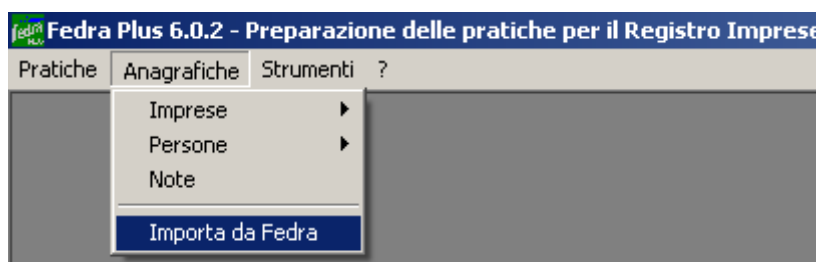 Fedra Plus 6.0.2 - Preparazione delle pratiche per il Registro Imprese
Pratiche Anagrafiche Strumenti ?
Imprese
Persone
Note
Importa da Fedra